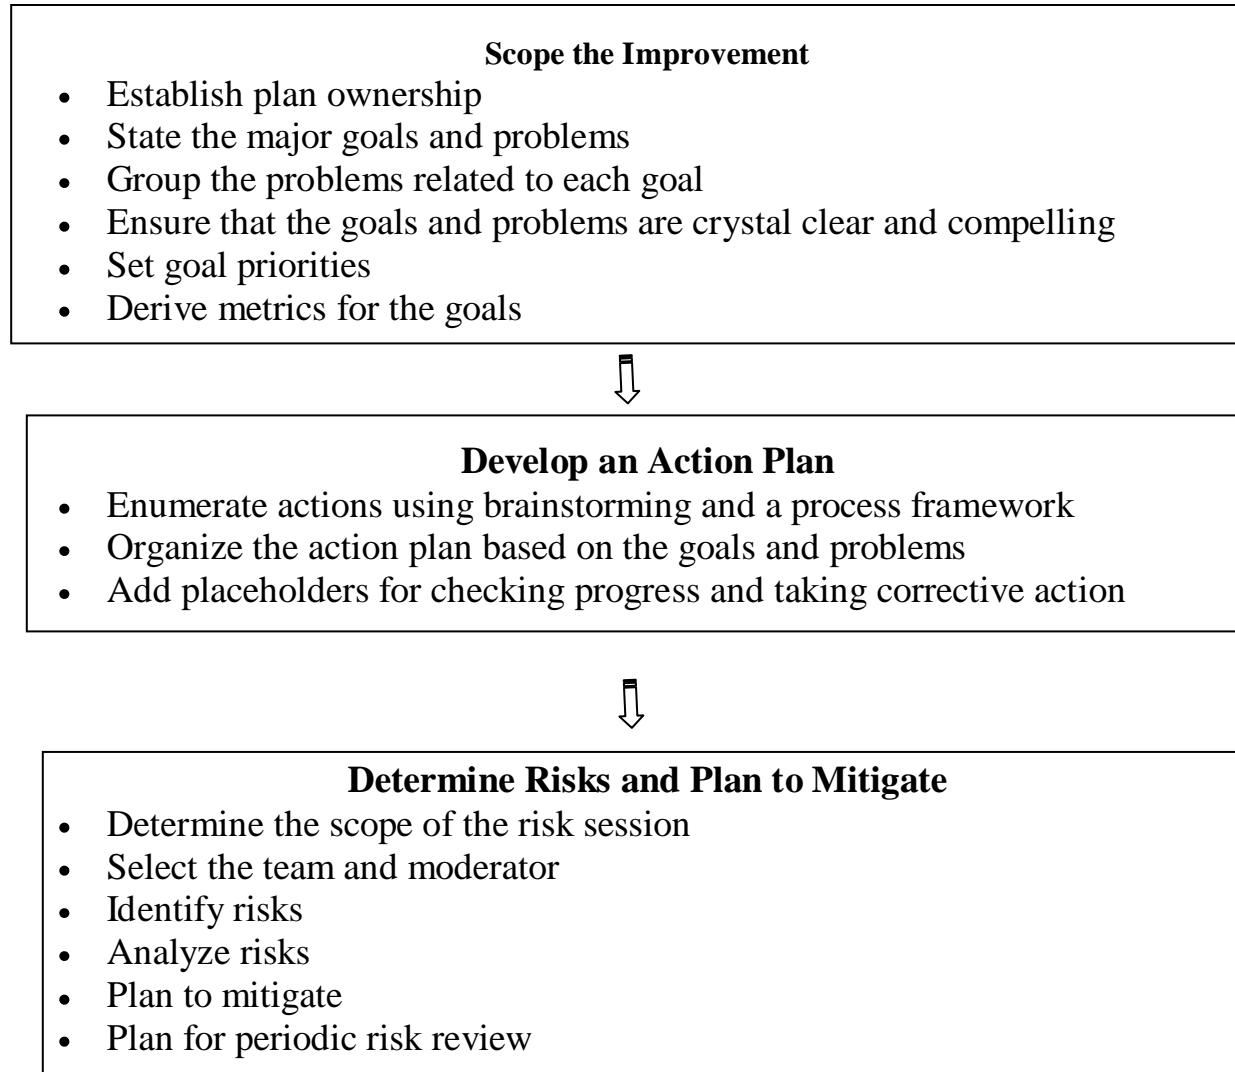 Scope the Improvement
• Establish plan ownership
• State the major goals and problems
• Group the problems related to each goal
• Ensure that the goals and problems are crystal clear and compelling
• Set goal priorities
• Derive metrics for the goals
Develop an Action Plan
• Enumerate actions using brainstorming and a process framework
• Organize the action plan based on the goals and problems
• Add placeholders for checking progress and taking corrective action
Determine Risks and Plan to Mitigate
• Determine the scope of the risk session
• Select the team and moderator
• Identify risks
• Analyze risks
• Plan to mitigate
• Plan for periodic risk review